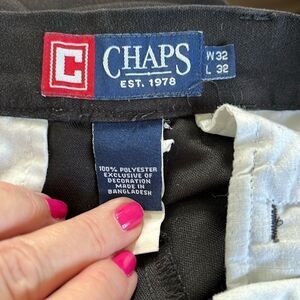 C
CHAPS
EST. 1978
W32
L 32
100% POLYESTER
EXCLUSIVE OF
DECORATION
MADE IN
BANGLADESH